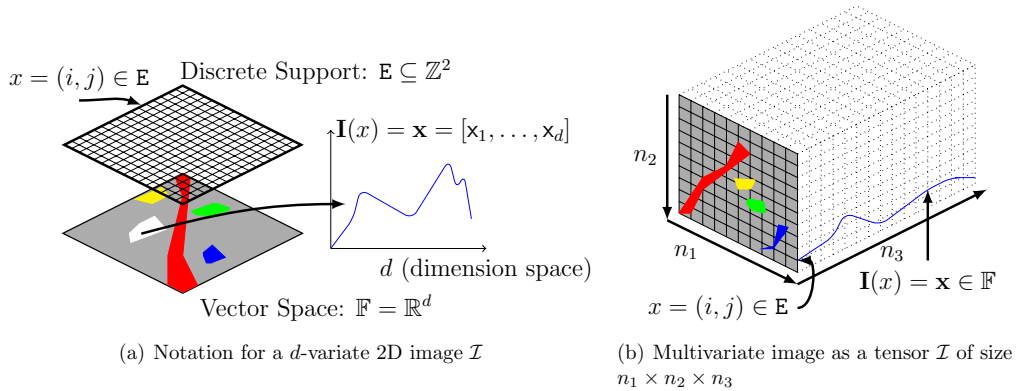 x = (i, j) ∈ E
Discrete Support: E ⊆ ℤ²
I(x) = x = [x₁, . . . , x_d]
d (dimension space)
Vector Space: 𝔽 = ℝᵈ
(a) Notation for a d-variate 2D image ℐ
n₂
n₁
n₃
I(x) = x ∈ 𝔽
x = (i, j) ∈ E
(b) Multivariate image as a tensor ℐ of size
n₁ × n₂ × n₃